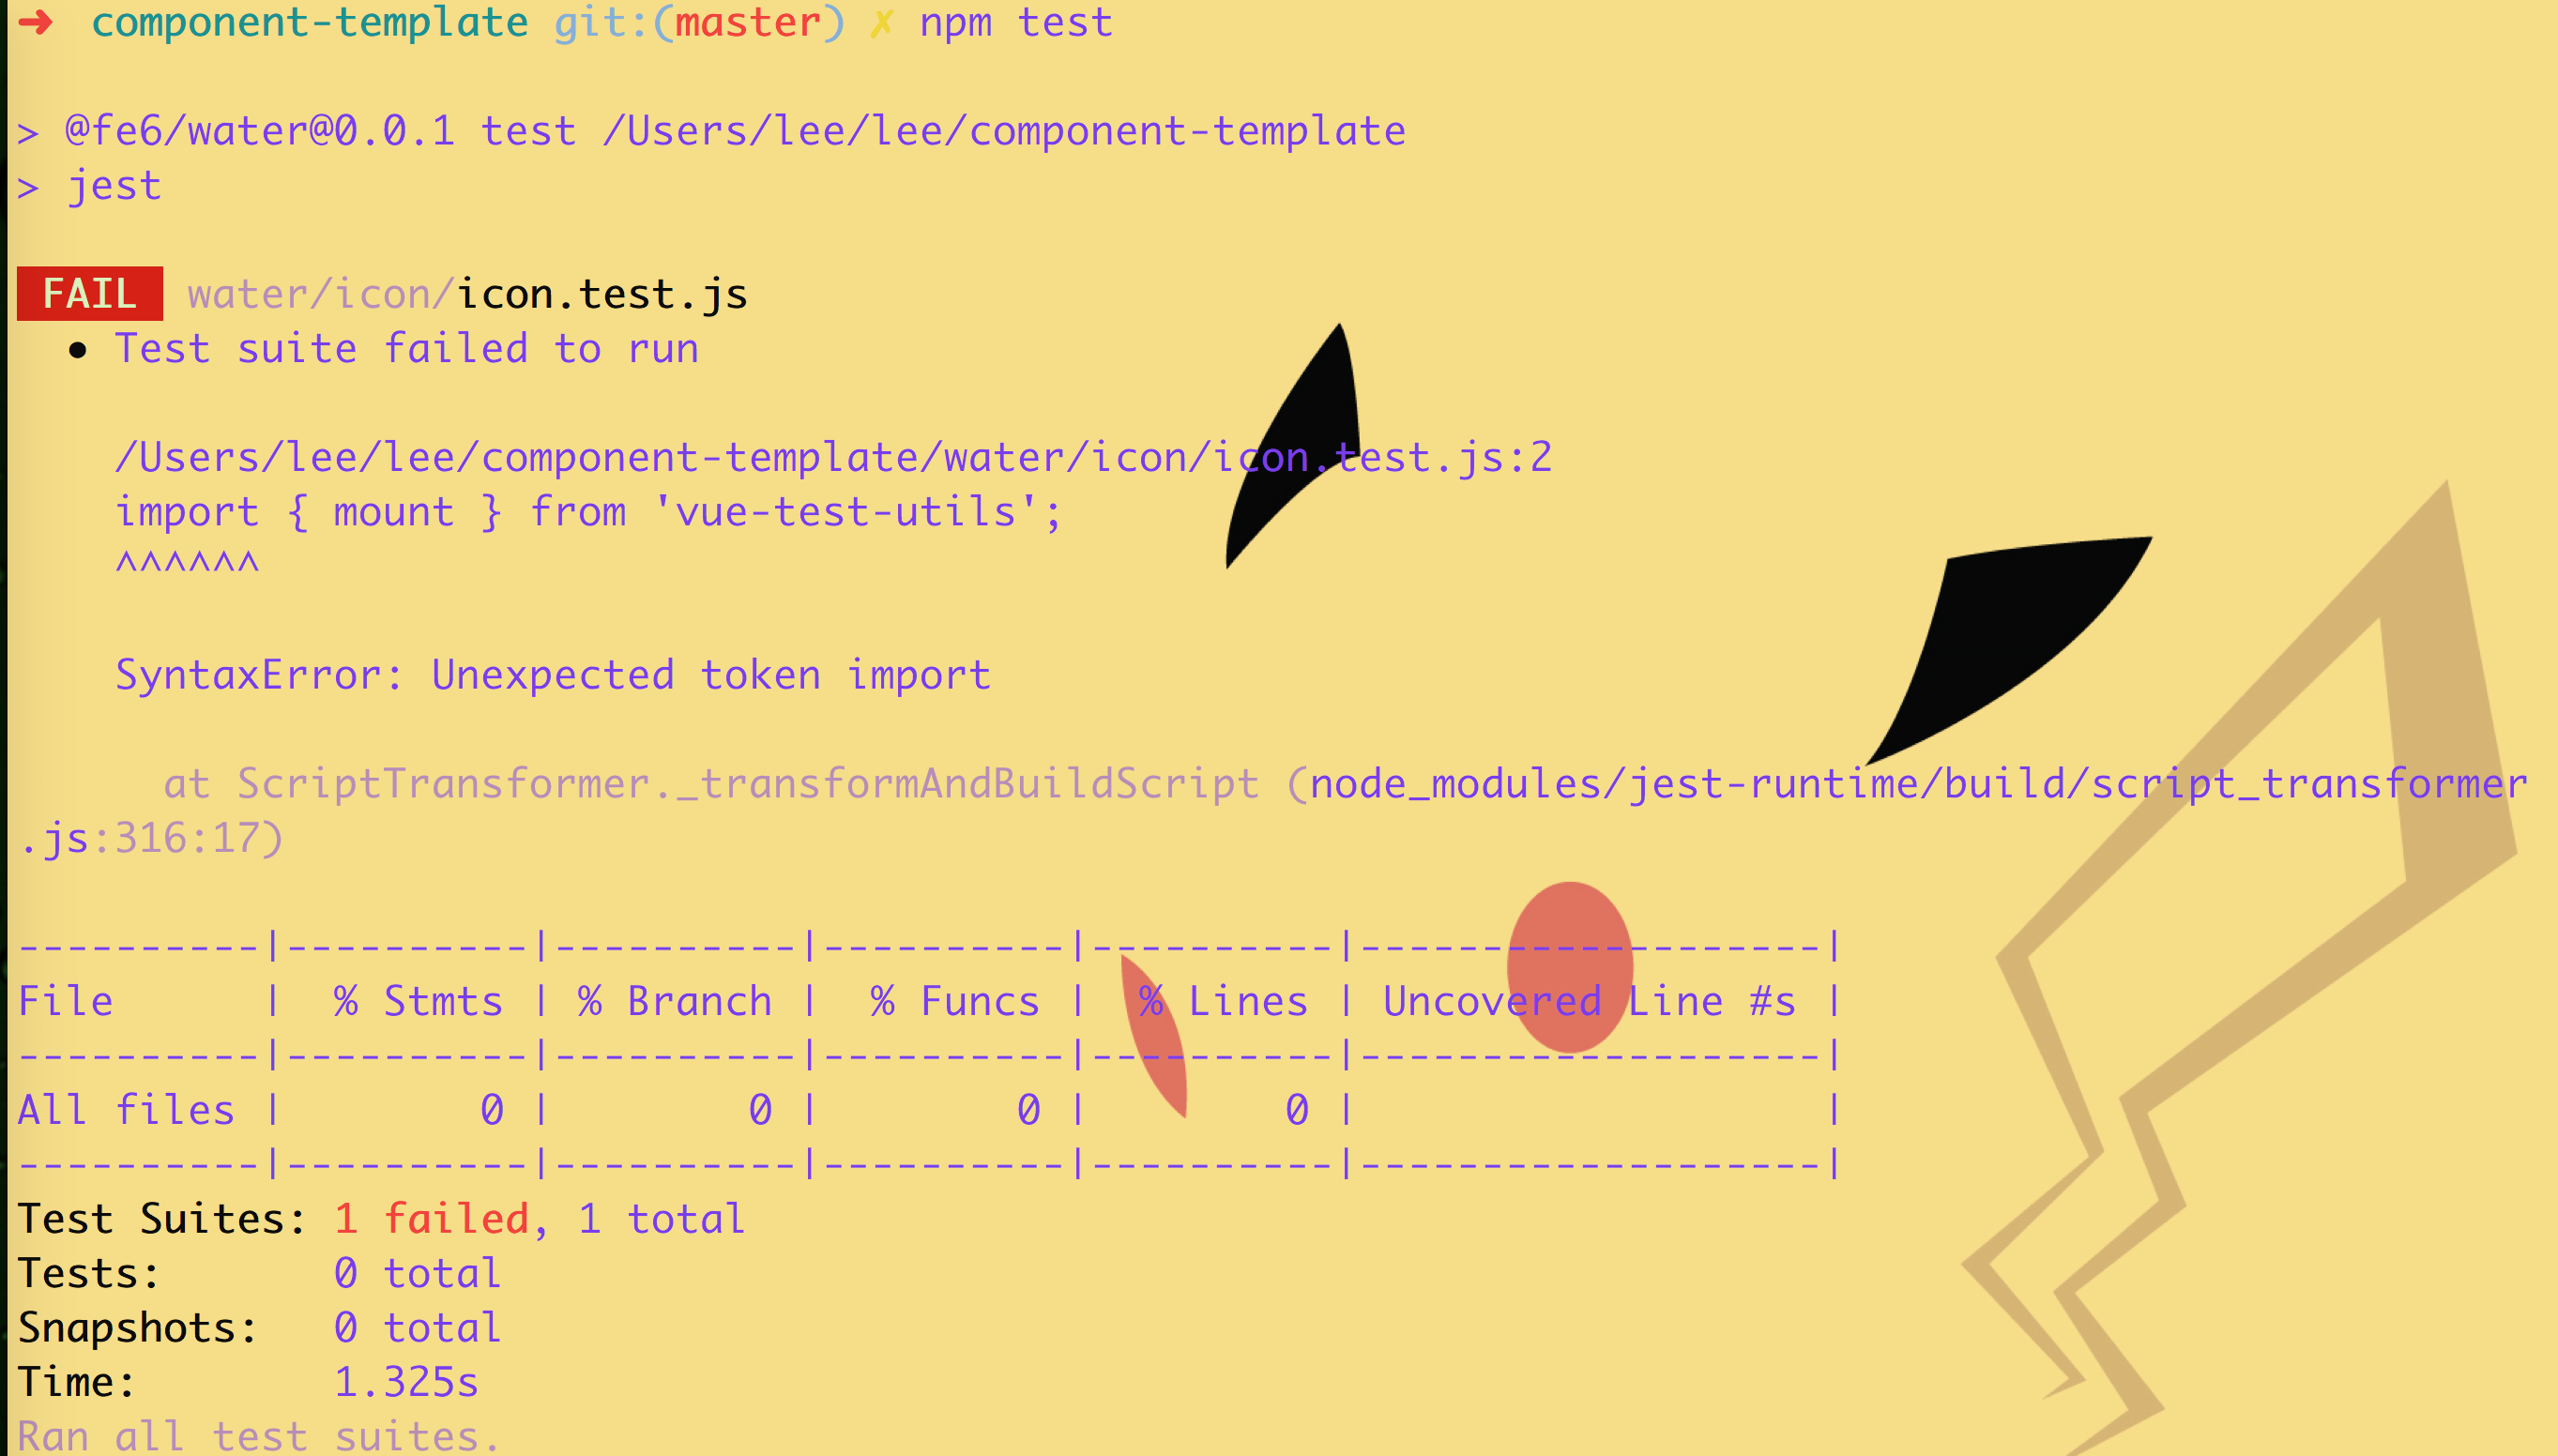 ➜  component-template git:(master) ✗ npm test
> @fe6/water@0.0.1 test /Users/lee/lee/component-template
> jest
FAIL  water/icon/icon.test.js
  ● Test suite failed to run
    /Users/lee/lee/component-template/water/icon/icon.test.js:2
    import { mount } from 'vue-test-utils';
    ^^^^^^
    SyntaxError: Unexpected token import
      at ScriptTransformer._transformAndBuildScript (node_modules/jest-runtime/build/script_transformer
.js:316:17)
----------|----------|----------|----------|----------|-------------------|
File      |  % Stmts | % Branch |  % Funcs |  % Lines | Uncovered Line #s |
----------|----------|----------|----------|----------|-------------------|
All files |        0 |        0 |        0 |        0 |                   |
----------|----------|----------|----------|----------|-------------------|
Test Suites: 1 failed, 1 total
Tests:       0 total
Snapshots:   0 total
Time:        1.325s
Ran all test suites.